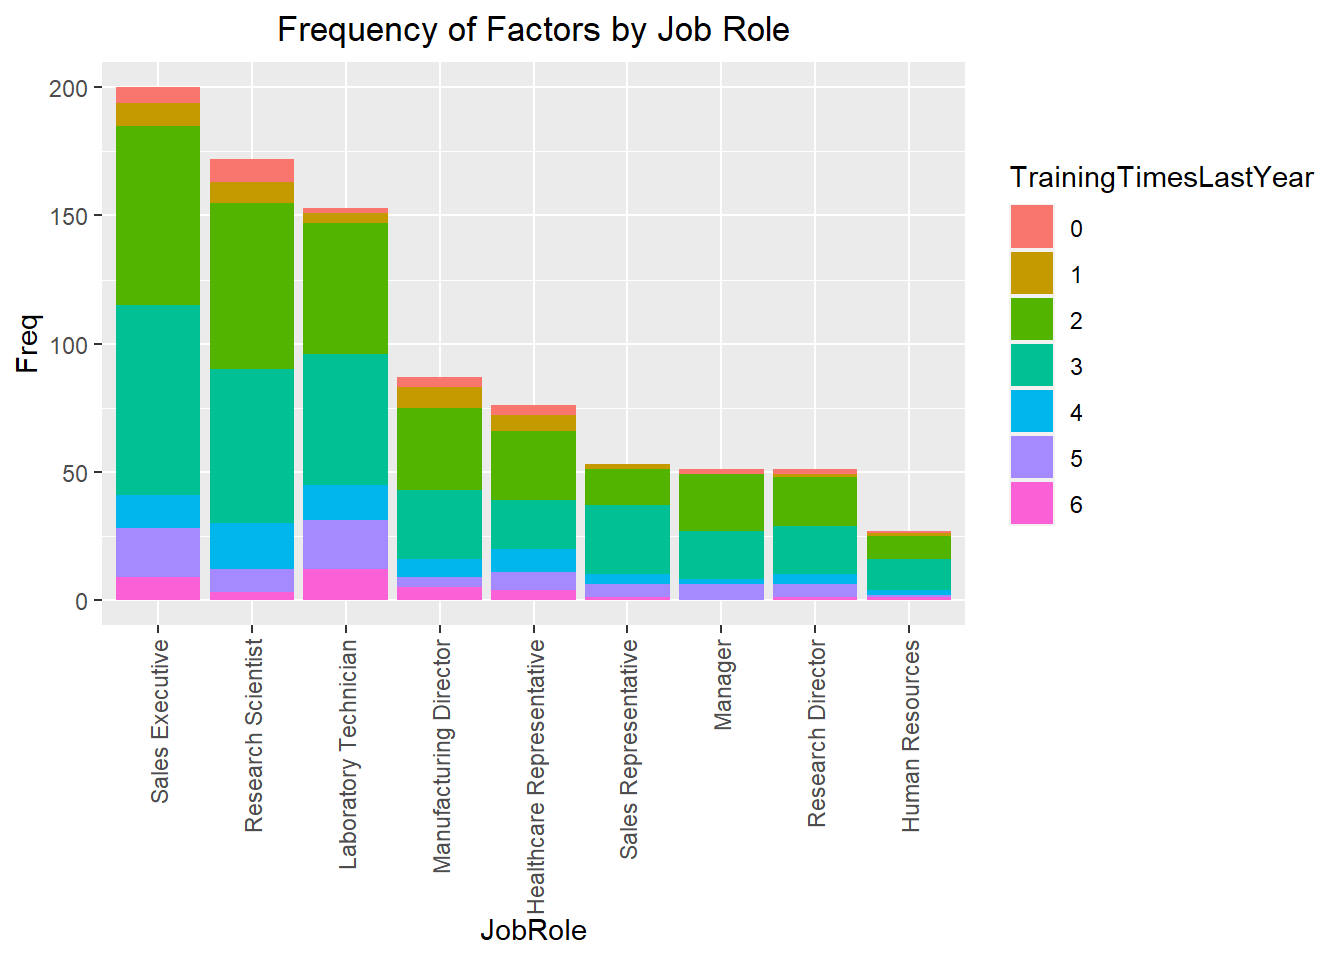 Frequency of Factors by Job Role
Freq
200
150
100
50
0
Sales Executive
Research Scientist
Laboratory Technician
Manufacturing Director
Healthcare Representative
Sales Representative
Manager
Research Director
Human Resources
JobRole
TrainingTimesLastYear
0
1
2
3
4
5
6